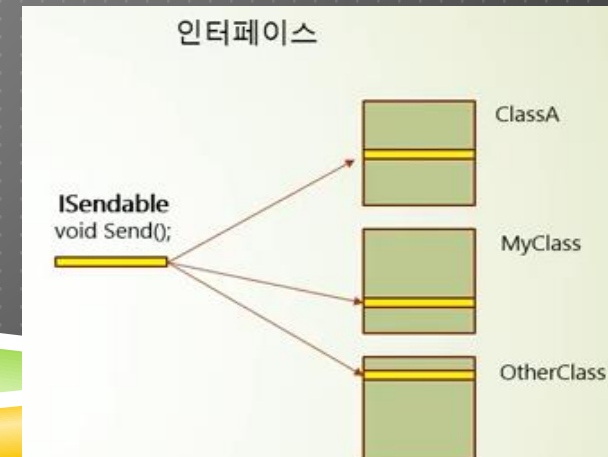 인터페이스
ClassA
ISendable
void Send();
MyClass
OtherClass